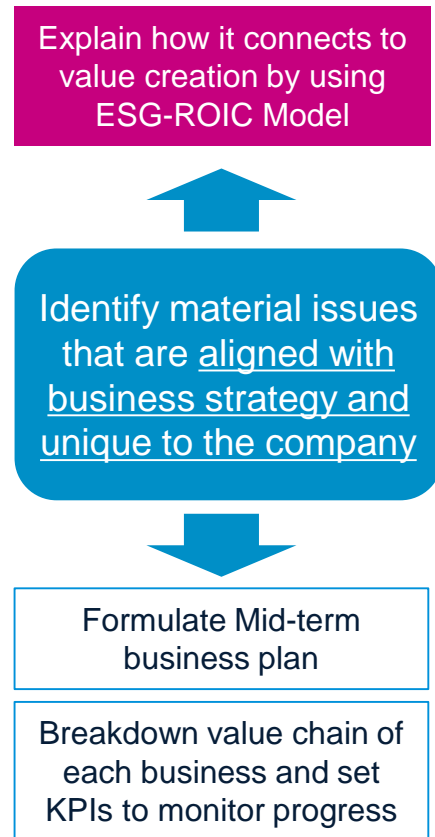 Explain how it connects to
value creation by using
ESG-ROIC Model
Identify material issues
that are aligned with
business strategy and
unique to the company
Formulate Mid-term
business plan
Breakdown value chain of
each business and set
KPIs to monitor progress